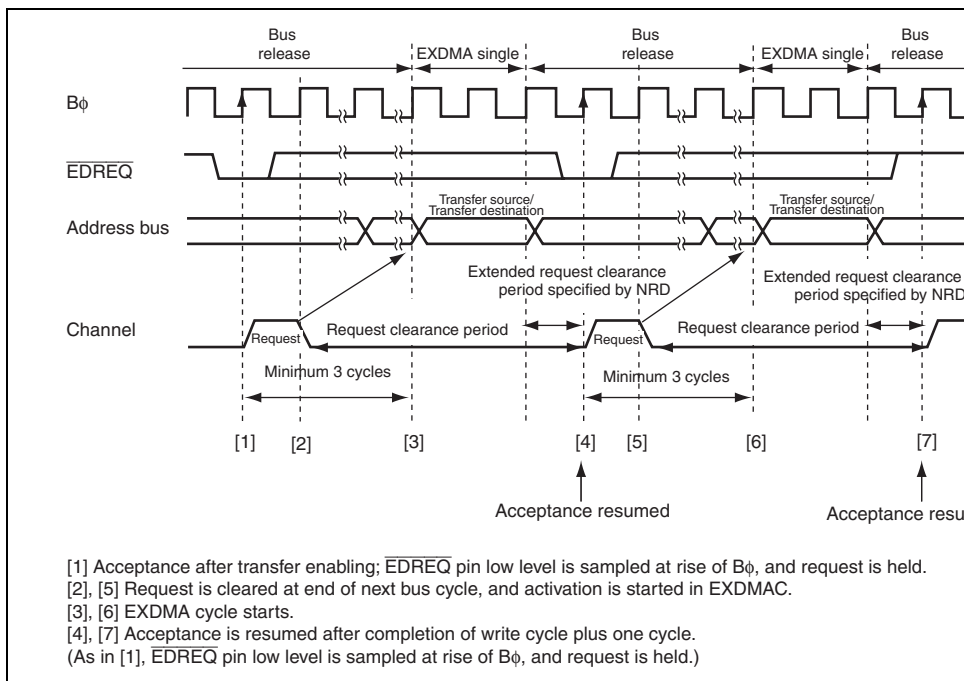 Bus release
EXDMA single
Bus release
EXDMA single
Bus release
Bφ
EDREQ
Transfer source/
Transfer destination
Transfer source/
Transfer destination
Address bus
Extended request clearance
period specified by NRD
Extended request clearance
period specified by NRD
Channel
Request
Request clearance period
Request
Request clearance period
Minimum 3 cycles
Minimum 3 cycles
[1]
[2]
[3]
[4]
[5]
[6]
[7]
Acceptance resumed
Acceptance resu
[1] Acceptance after transfer enabling; EDREQ pin low level is sampled at rise of Bφ, and request is held.
[2], [5] Request is cleared at end of next bus cycle, and activation is started in EXDMAC.
[3], [6] EXDMA cycle starts.
[4], [7] Acceptance is resumed after completion of write cycle plus one cycle.
(As in [1], EDREQ pin low level is sampled at rise of Bφ, and request is held.)